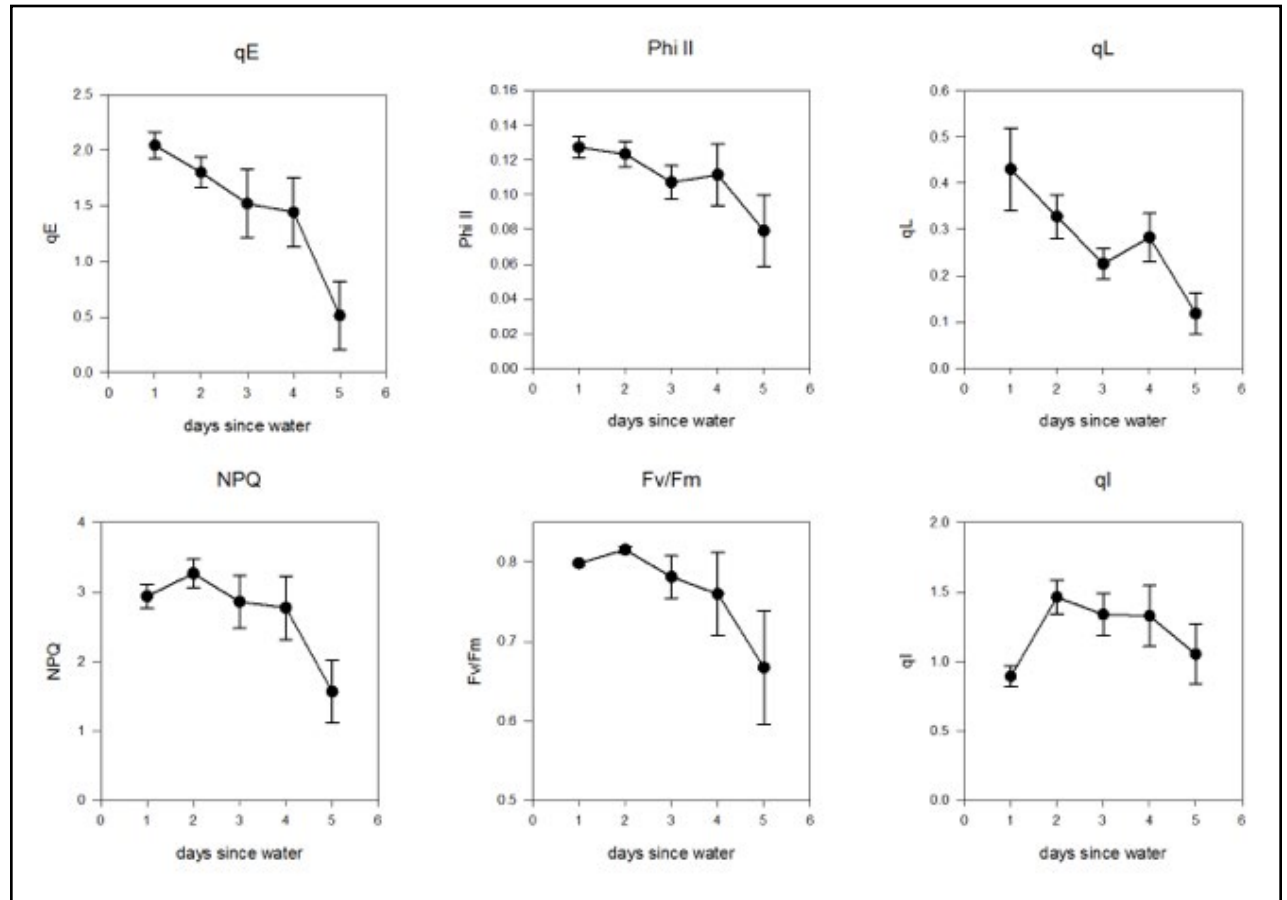 qE
Phi II
qL
2.5
2.0
1.5
1.0
0.5
0.0
qE
0 1 2 3 4 5 6
days since water
0.16
0.14
0.12
0.10
0.08
0.06
0.04
0.02
0.00
Phi II
0 1 2 3 4 5 6
days since water
0.6
0.5
0.4
0.3
0.2
0.1
0.0
qL
0 1 2 3 4 5 6
days since water
NPQ
Fv/Fm
qI
4
3
2
1
0
NPQ
0 1 2 3 4 5 6
days since water
0.8
0.7
0.6
0.5
Fv/Fm
0 1 2 3 4 5 6
days since water
2.0
1.5
1.0
0.5
0.0
qI
0 1 2 3 4 5 6
days since water